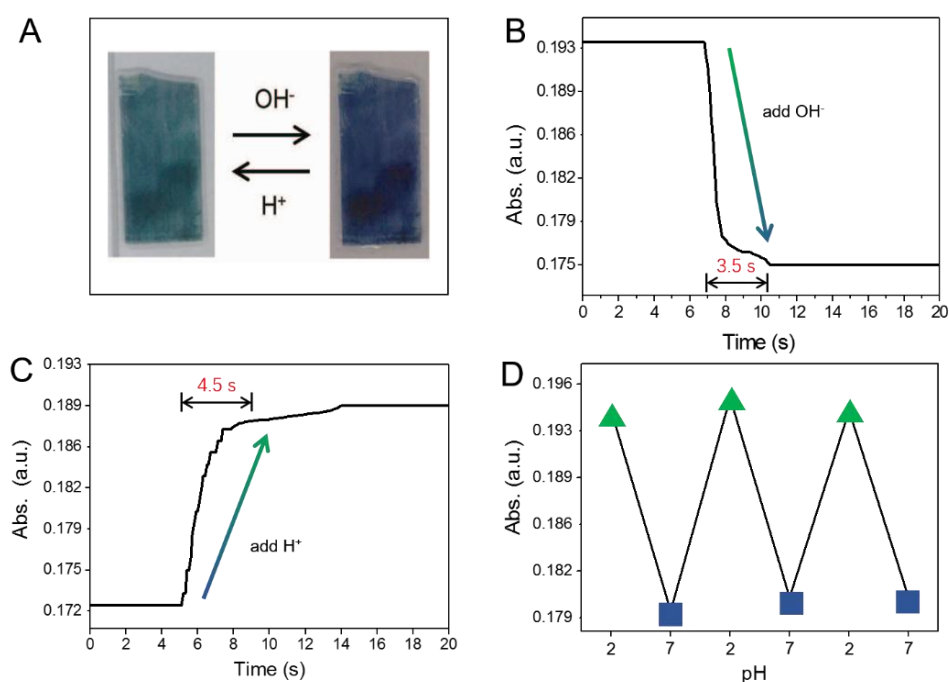 A
OH-
H+
B
Abs. (a.u.)
0.193
0.189
0.186
0.182
0.179
0.175
add OH-
3.5 s
0 2 4 6 8 10 12 14 16 18 20
Time (s)
C
Abs. (a.u.)
0.193
0.189
0.186
0.182
0.179
0.175
0.172
4.5 s
add H+
0 2 4 6 8 10 12 14 16 18 20
Time (s)
D
Abs. (a.u.)
0.196
0.193
0.189
0.186
0.182
0.179
2 7 2 7 2 7
pH